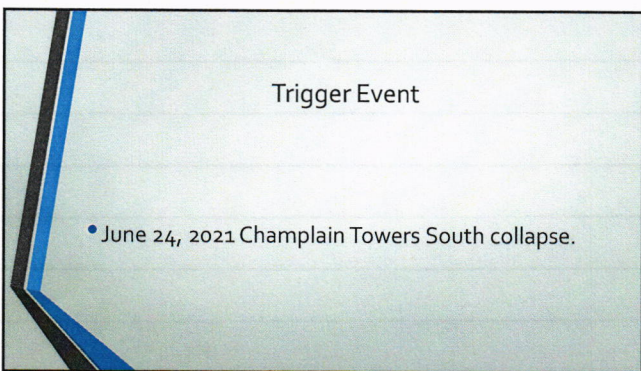 Trigger Event
• June 24, 2021 Champlain Towers South collapse.